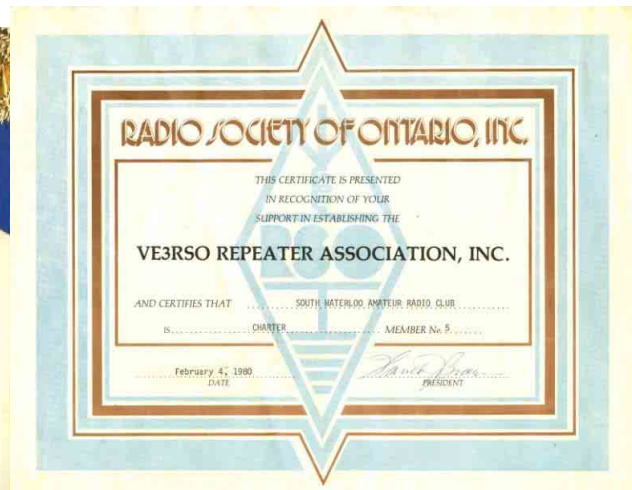 RADIO SOCIETY OF ONTARIO, INC.
THIS CERTIFICATE IS PRESENTED
IN RECOGNITION OF YOUR
SUPPORT IN ESTABLISHING THE
VE3RSO REPEATER ASSOCIATION, INC.
AND CERTIFIES THAT SOUTH WATERLOO AMATEUR RADIO CLUB
IS CHARTER MEMBER No. 5
February 4, 1980
DATE PRESIDENT
RSO